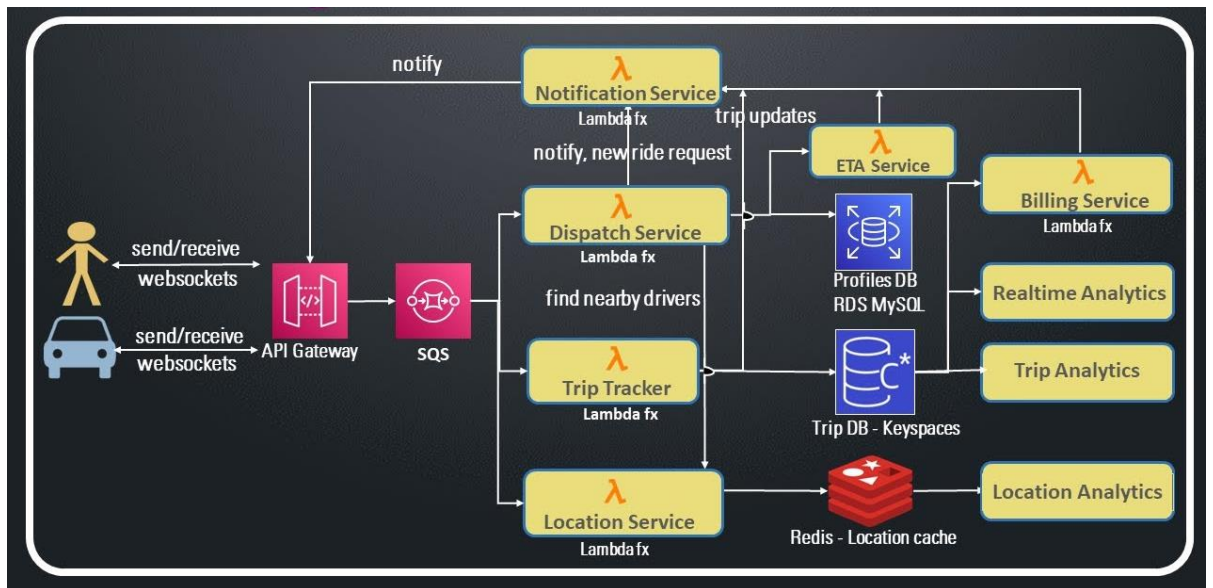 notify
λ
Notification Service
Lambda fx
trip updates
notify, new ride request
λ
ETA Service
λ
Billing Service
Lambda fx
λ
Dispatch Service
Lambda fx
send/receive
websockets
send/receive
websockets
</>
API Gateway
SQS
find nearby drivers
Profiles DB
RDS MySQL
Realtime Analytics
λ
Trip Tracker
Lambda fx
C*
Trip DB - Keyspaces
Trip Analytics
λ
Location Service
Lambda fx
Redis - Location cache
Location Analytics